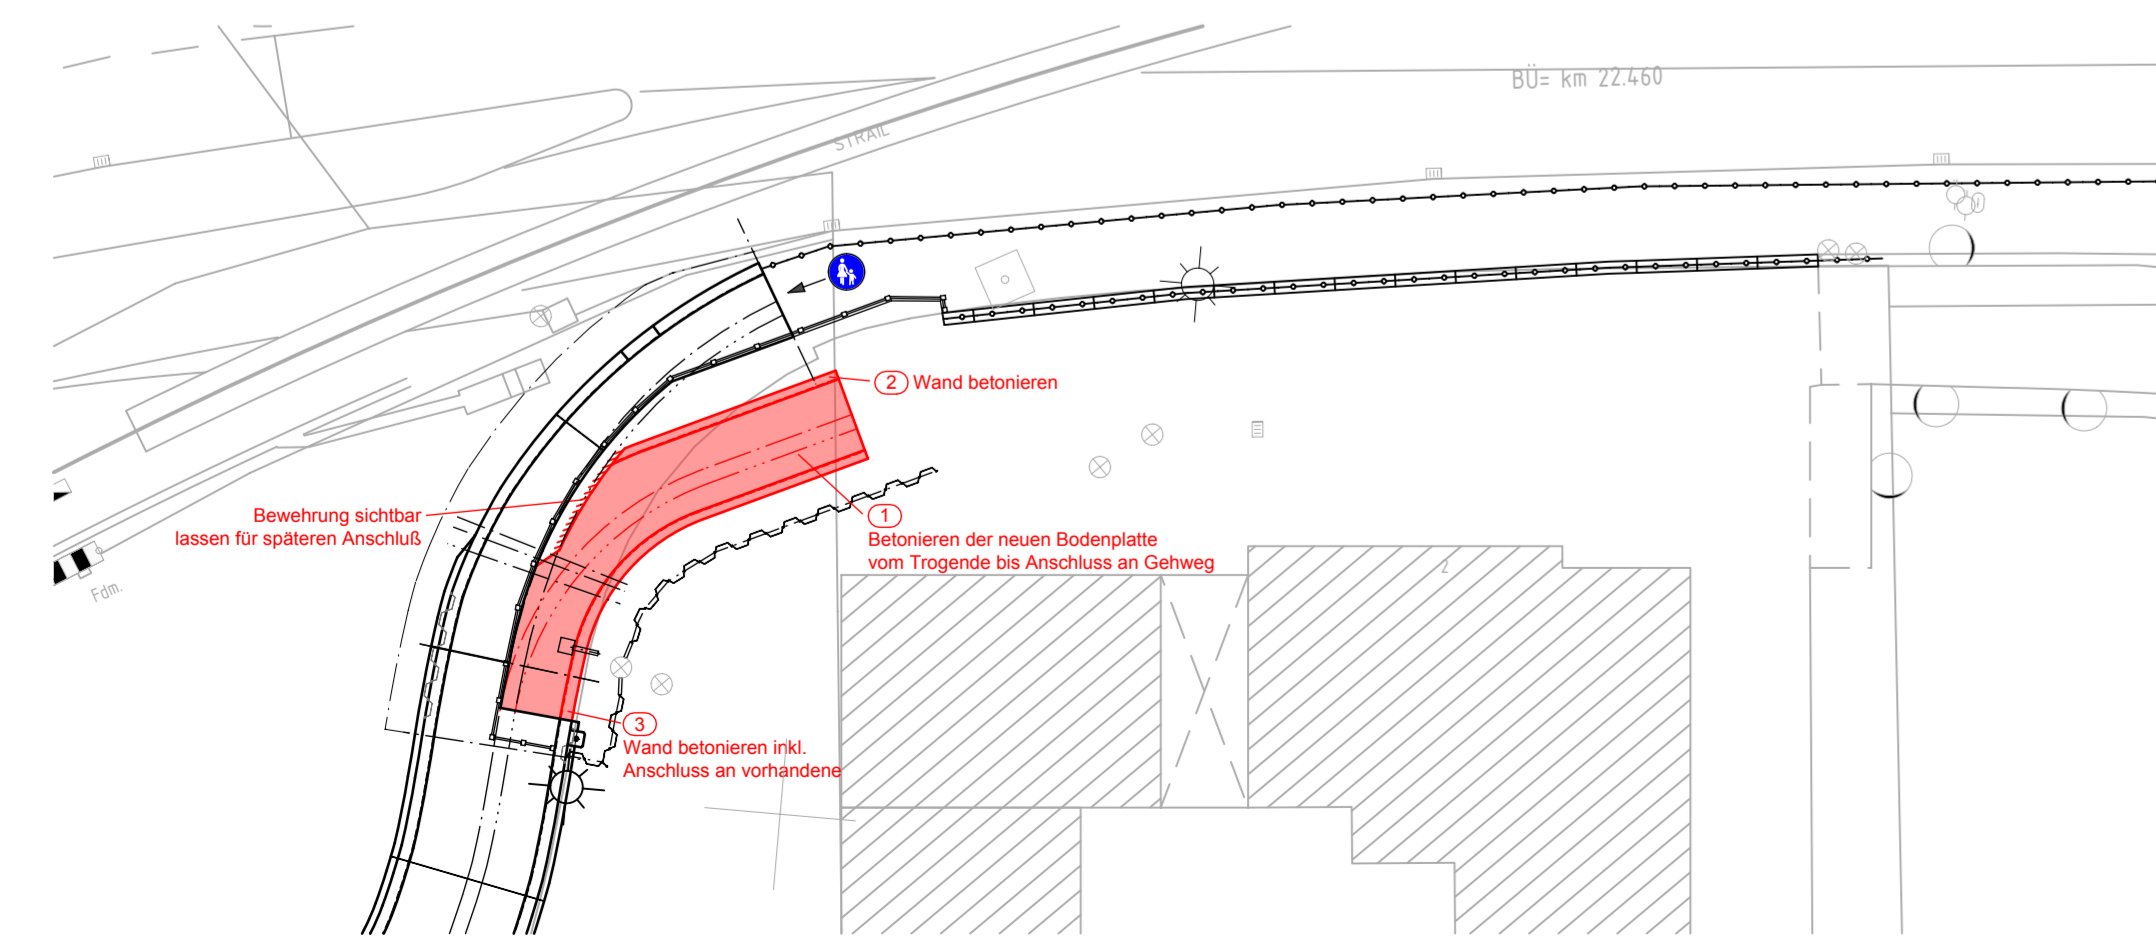 BÜ= km 22.460
STRAIL
2 Wand betonieren
Bewehrung sichtbar
lassen für späteren Anschluß
1
Betonieren der neuen Bodenplatte
vom Trogende bis Anschluss an Gehweg
2
Fdm.
3
Wand betonieren inkl.
Anschluss an vorhandene